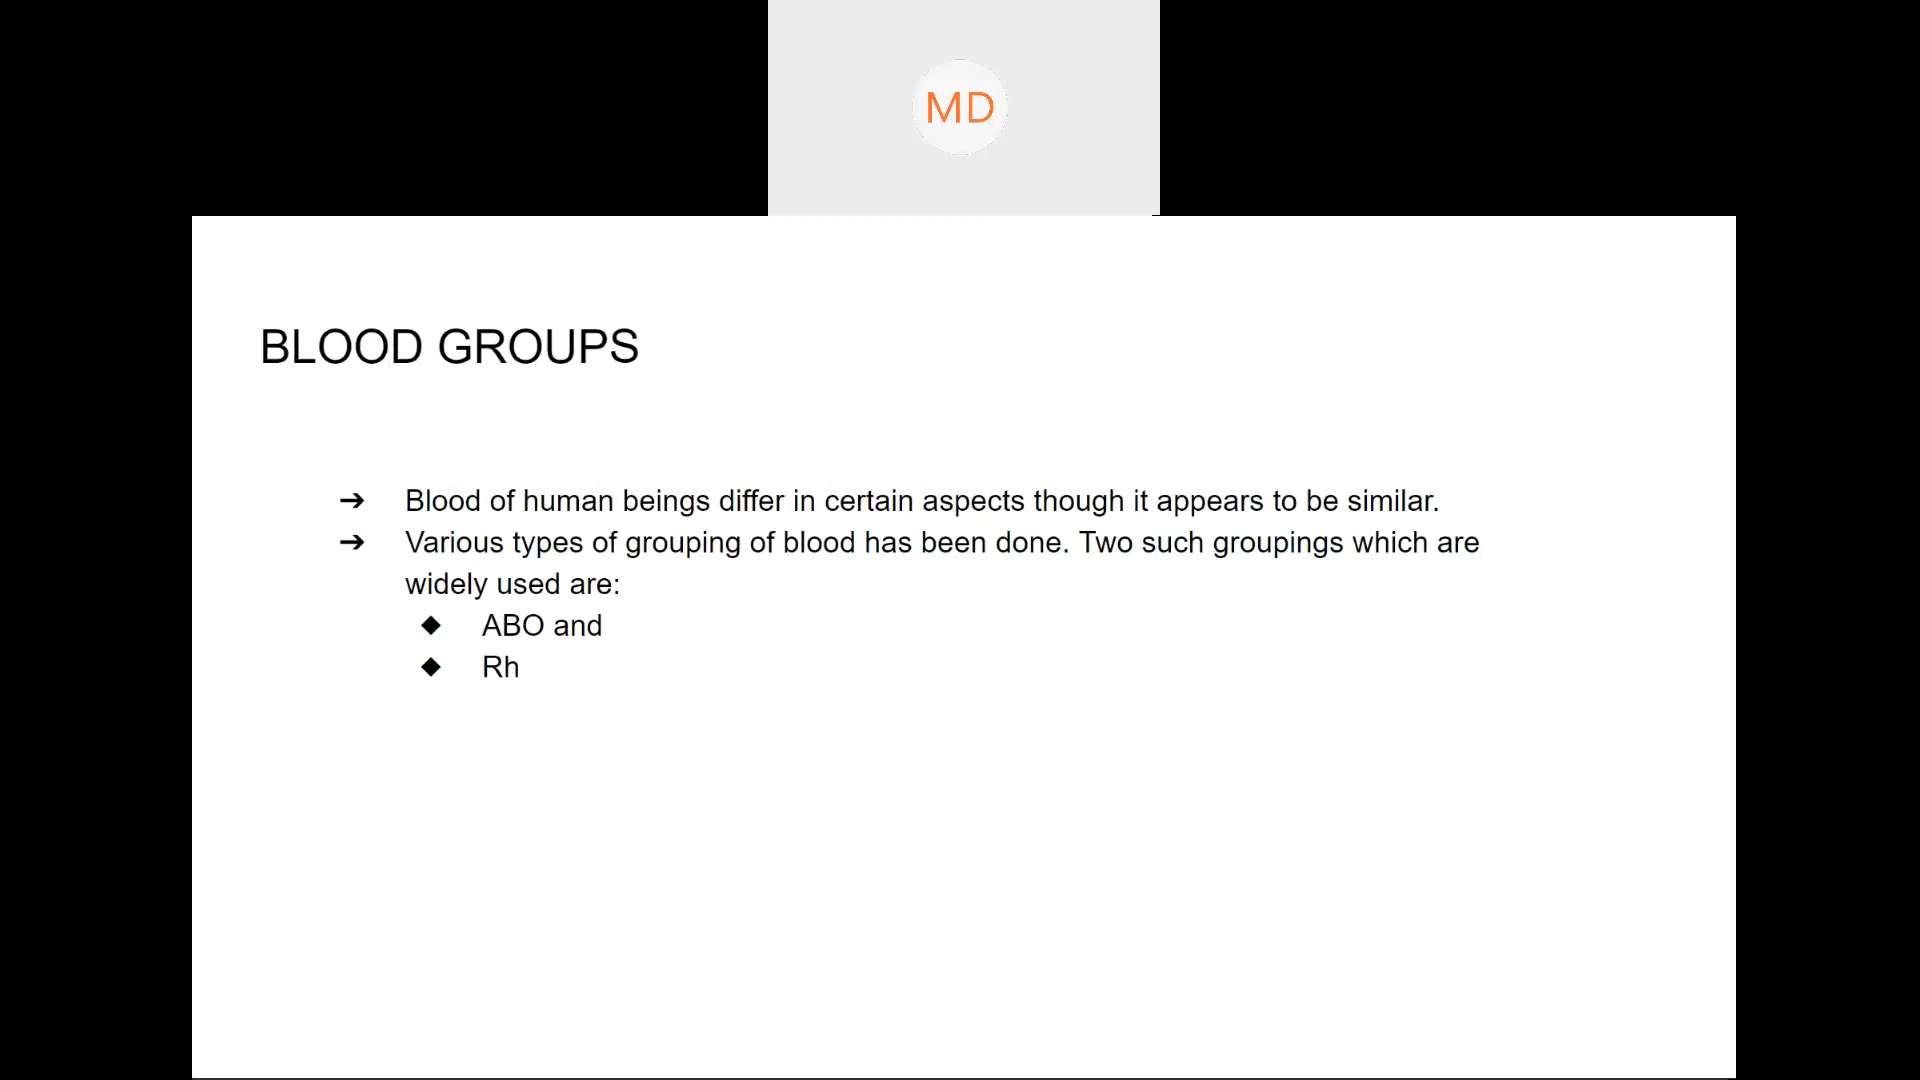 MD
BLOOD GROUPS
➔ Blood of human beings differ in certain aspects though it appears to be similar.
➔ Various types of grouping of blood has been done. Two such groupings which are
widely used are:
◆ ABO and
◆ Rh